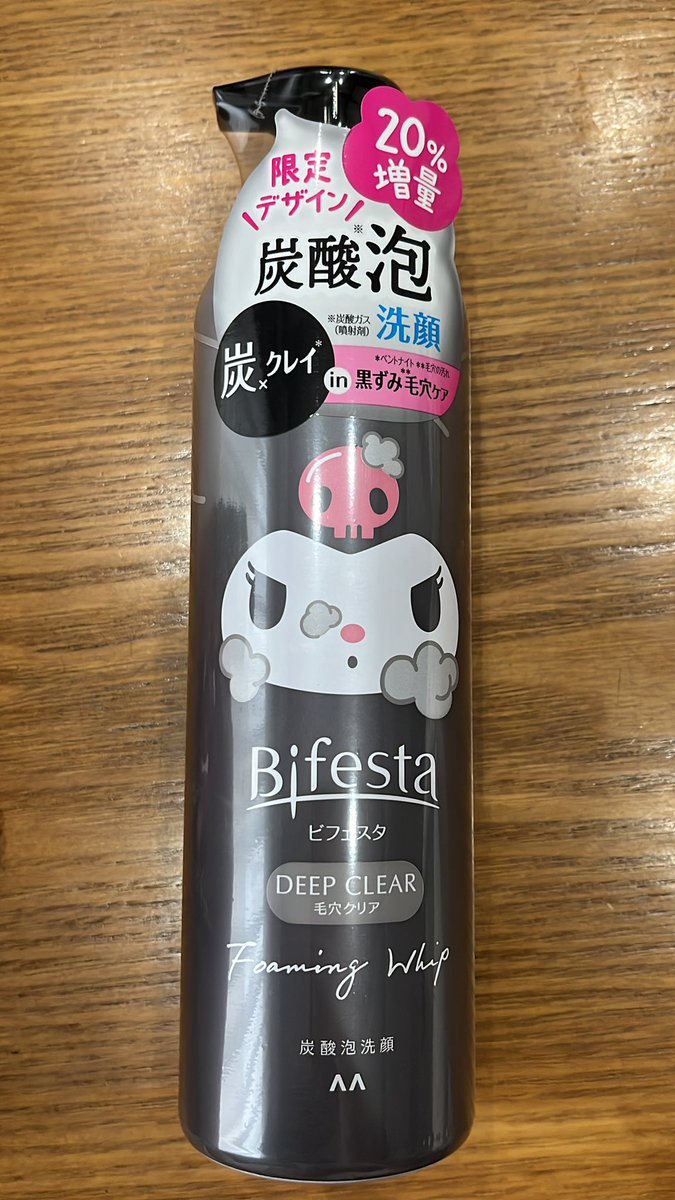 20%
増量
限定
デザイン
炭酸※泡
※炭酸ガス
(噴射剤)
洗顔
炭×クレイ*
*ベントナイト **毛穴の汚れ
in 黒ずみ**毛穴ケア
Bifesta
ビフェスタ
DEEP CLEAR
毛穴クリア
Foaming Whip
炭酸泡洗顔